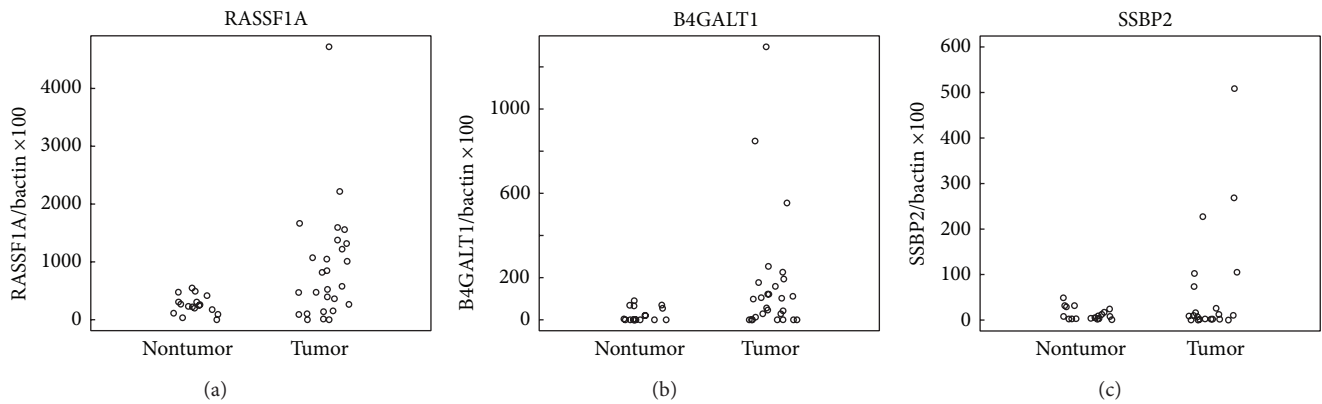 RASSF1A
RASSF1A/bactin ×100
4000
3000
2000
1000
0
Nontumor Tumor
(a)
B4GALT1
B4GALT1/bactin ×100
1000
600
200
0
Nontumor Tumor
(b)
SSBP2
SSBP2/bactin ×100
600
500
400
300
200
100
0
Nontumor Tumor
(c)